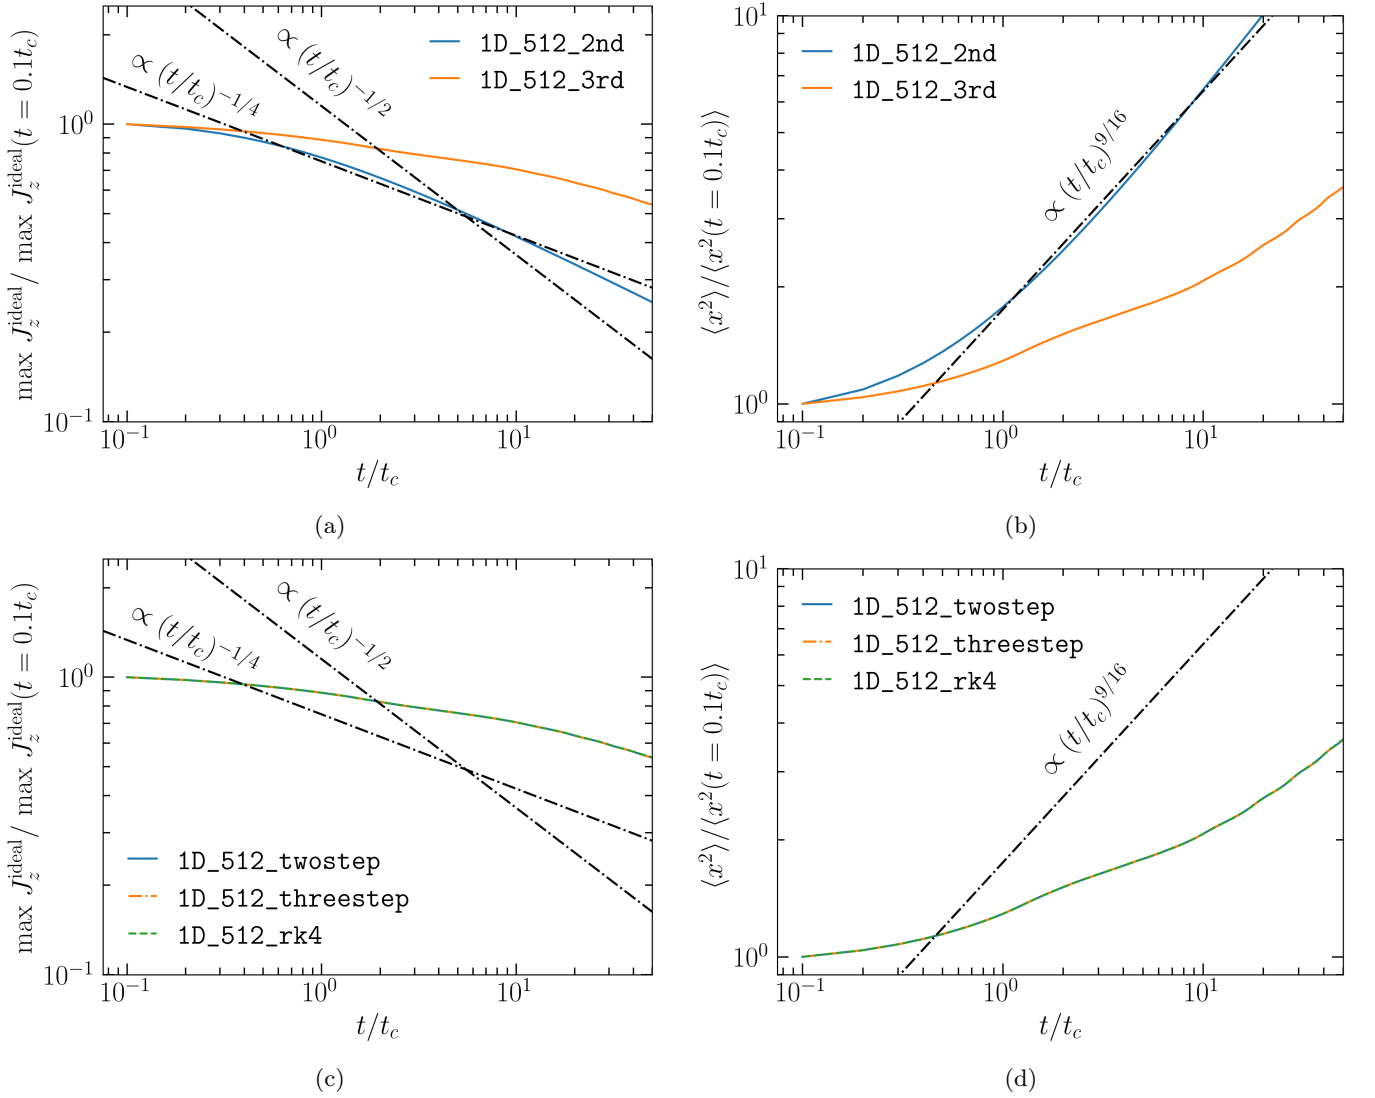 max J_z^ideal / max J_z^ideal(t = 0.1t_c)
10^0
10^−1
∝ (t/t_c)^−1/4
∝ (t/t_c)^−1/2
1D_512_2nd
1D_512_3rd
10^−1 10^0 10^1
t/t_c
(a)
⟨x^2⟩/⟨x^2(t = 0.1t_c)⟩
10^1
10^0
1D_512_2nd
1D_512_3rd
∝ (t/t_c)^9/16
10^−1 10^0 10^1
t/t_c
(b)
max J_z^ideal / max J_z^ideal(t = 0.1t_c)
10^0
10^−1
∝ (t/t_c)^−1/4
∝ (t/t_c)^−1/2
1D_512_twostep
1D_512_threestep
1D_512_rk4
10^−1 10^0 10^1
t/t_c
(c)
⟨x^2⟩/⟨x^2(t = 0.1t_c)⟩
10^1
10^0
1D_512_twostep
1D_512_threestep
1D_512_rk4
∝ (t/t_c)^9/16
10^−1 10^0 10^1
t/t_c
(d)